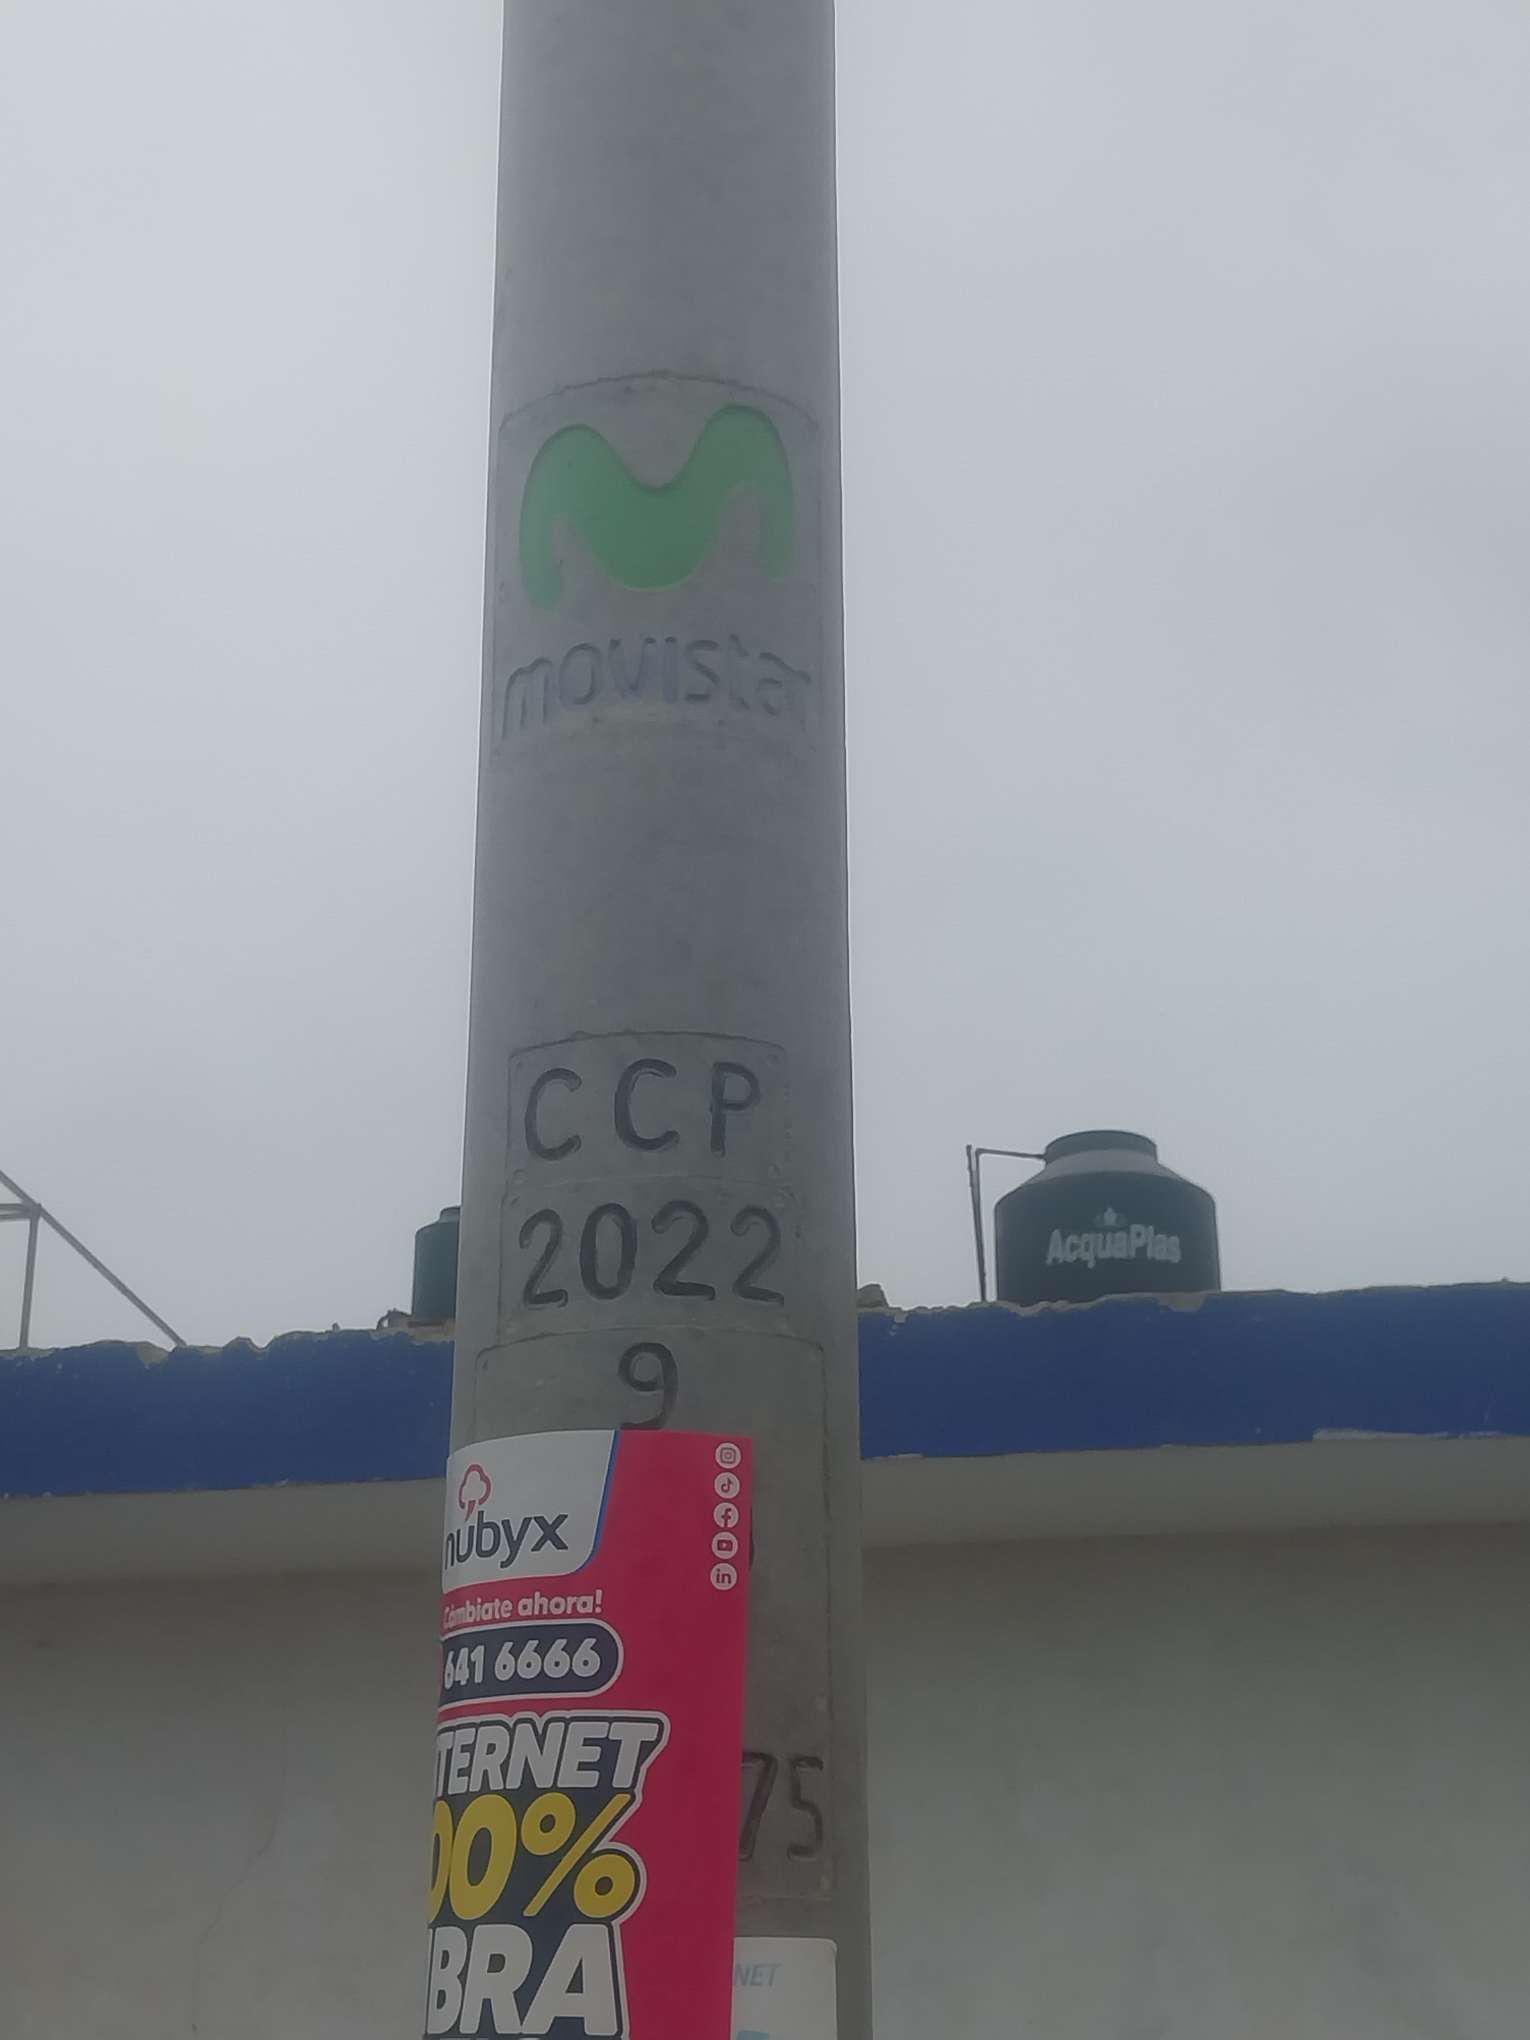 movistar
CCP
2022
9
AcquaPlas
nubyx
Cámbiate ahora!
641 6666
TERNET
00%
BRA
75
NET